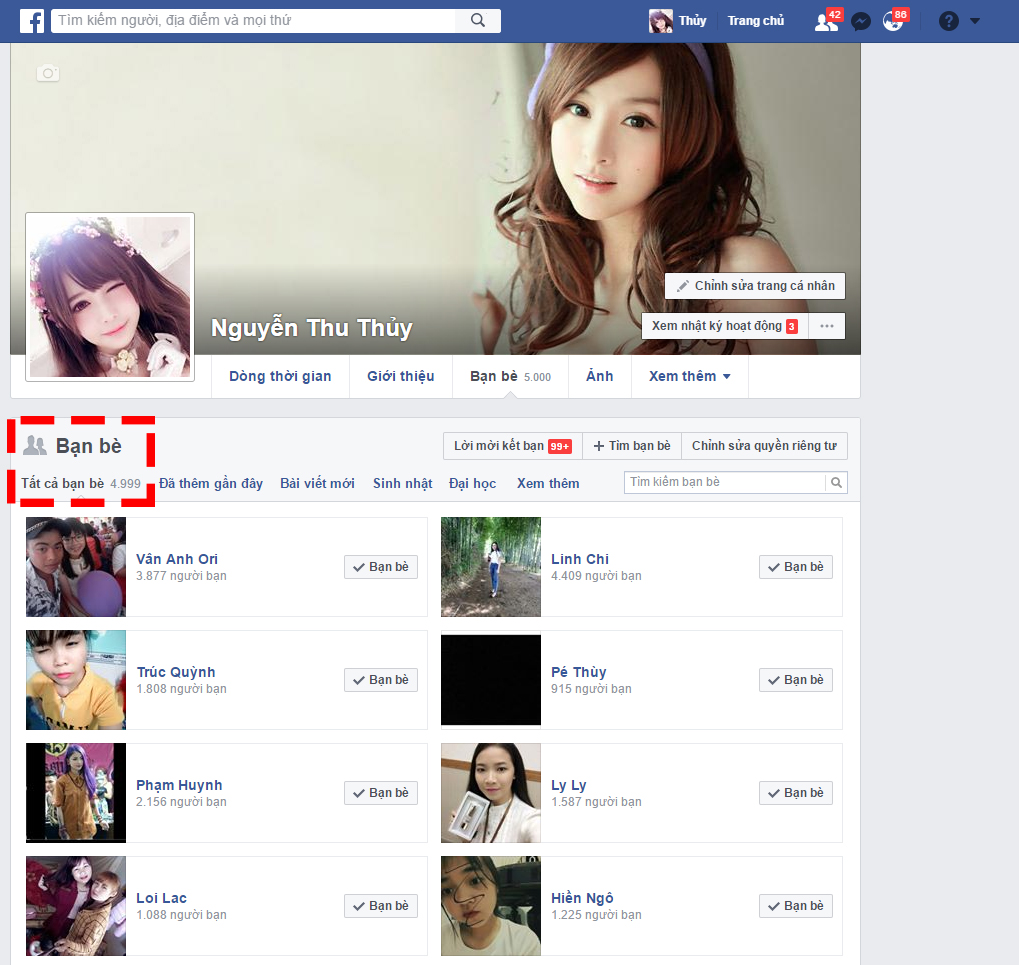 f Tìm kiếm người, địa điểm và mọi thứ Thủy Trang chủ 42 86 ?
Chỉnh sửa trang cá nhân
Xem nhật ký hoạt động 3 ...
Nguyễn Thu Thủy
Dòng thời gian Giới thiệu Bạn bè 5.000 Ảnh Xem thêm
Bạn bè Lời mời kết bạn 99+ + Tìm bạn bè Chỉnh sửa quyền riêng tư
Tất cả bạn bè 4.999 Đã thêm gần đây Bài viết mới Sinh nhật Đại học Xem thêm Tìm kiếm bạn bè
Vân Anh Ori
3.877 người bạn
Bạn bè
Linh Chi
4.409 người bạn
Bạn bè
Trúc Quỳnh
1.808 người bạn
Bạn bè
Pé Thùy
915 người bạn
Bạn bè
Phạm Huynh
2.156 người bạn
Bạn bè
Ly Ly
1.587 người bạn
Bạn bè
Loi Lac
1.088 người bạn
Bạn bè
Hiền Ngô
1.225 người bạn
Bạn bè